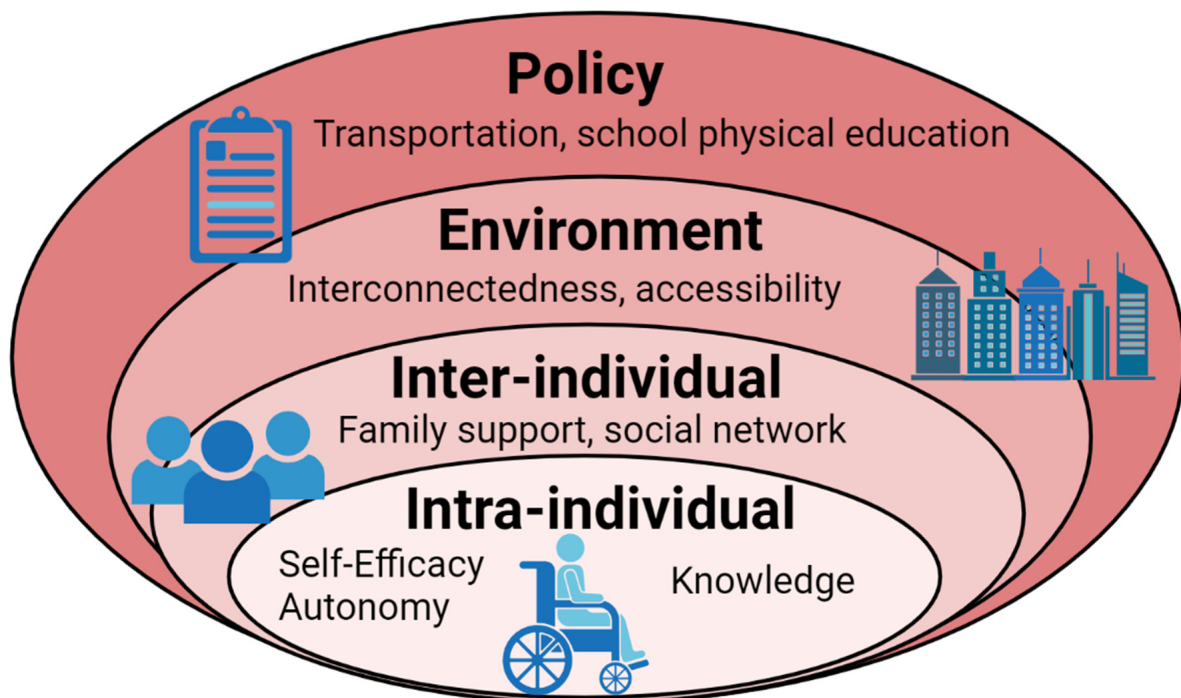 Policy
Transportation, school physical education
Environment
Interconnectedness, accessibility
Inter-individual
Family support, social network
Intra-individual
Self-Efficacy
Autonomy
Knowledge